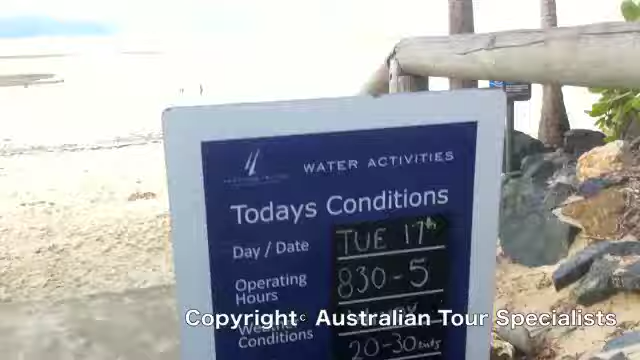 WATER ACTIVITIES
Todays Conditions
Day / Date TUE 17th
Operating Hours 830-5
Weather Conditions
20-30
Copyright© Australian Tour Specialists